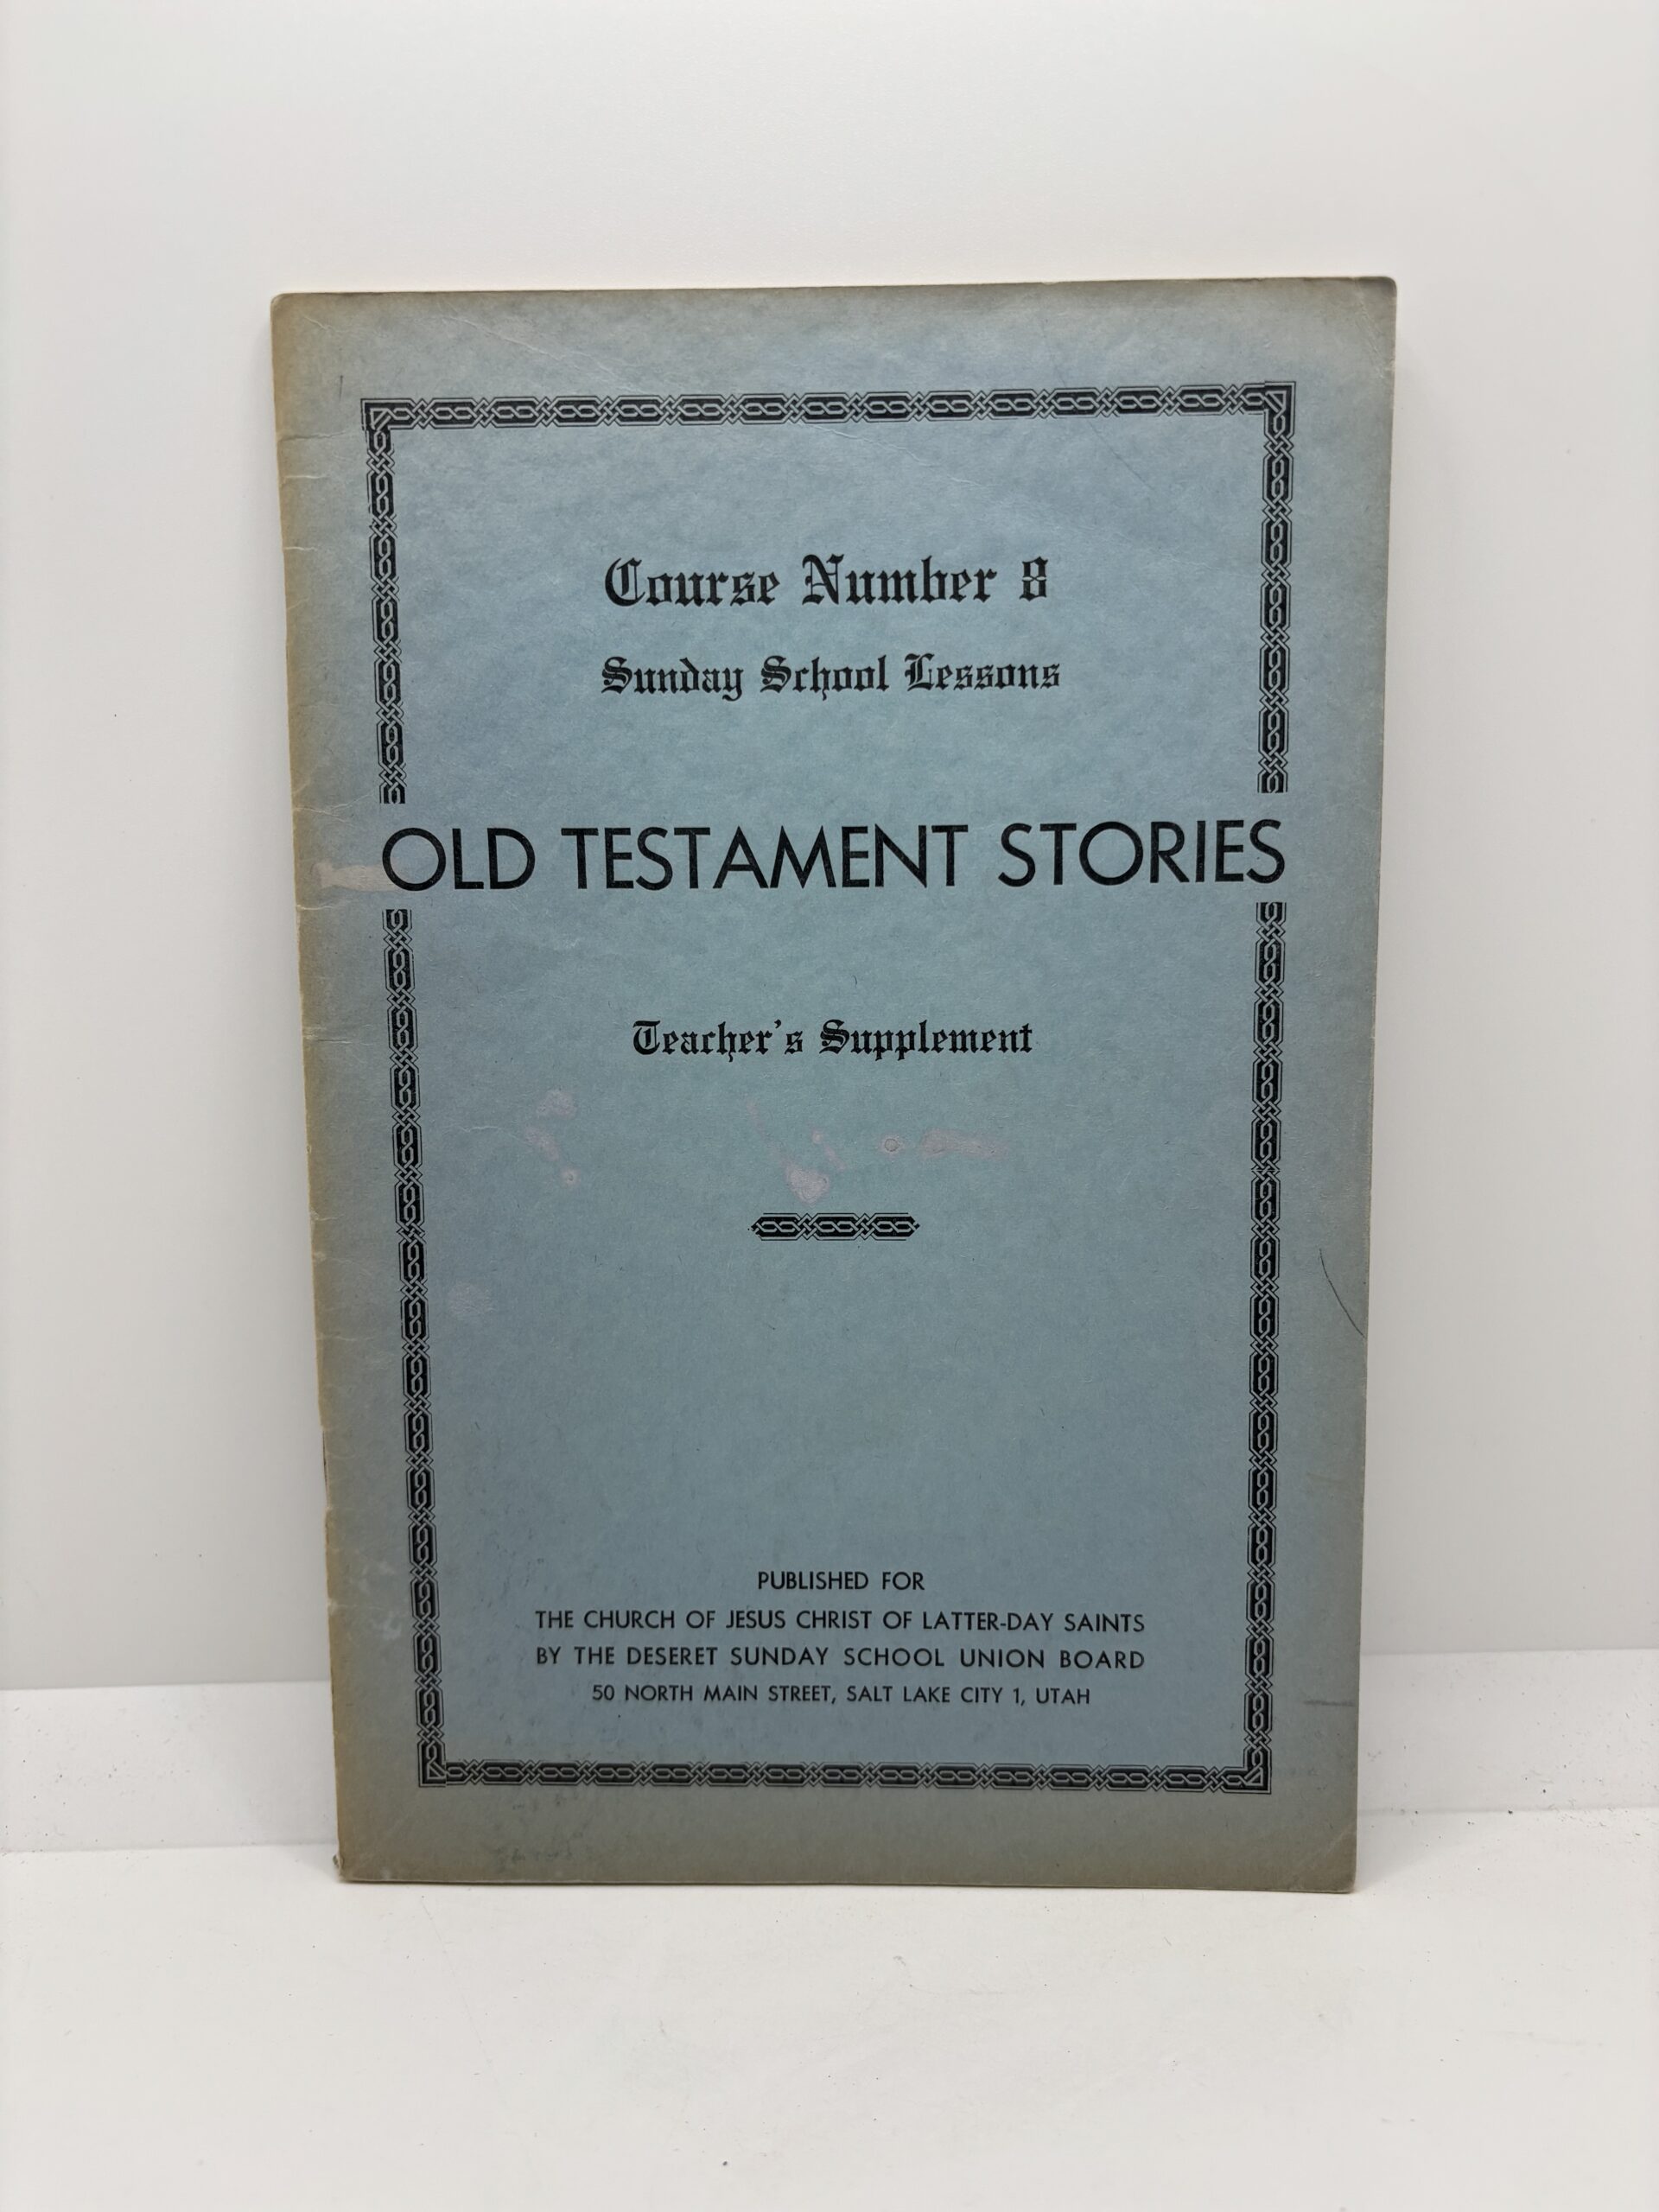 Course Number 8
Sunday School Lessons
OLD TESTAMENT STORIES
Teacher's Supplement
PUBLISHED FOR
THE CHURCH OF JESUS CHRIST OF LATTER-DAY SAINTS
BY THE DESERET SUNDAY SCHOOL UNION BOARD
50 NORTH MAIN STREET, SALT LAKE CITY 1, UTAH